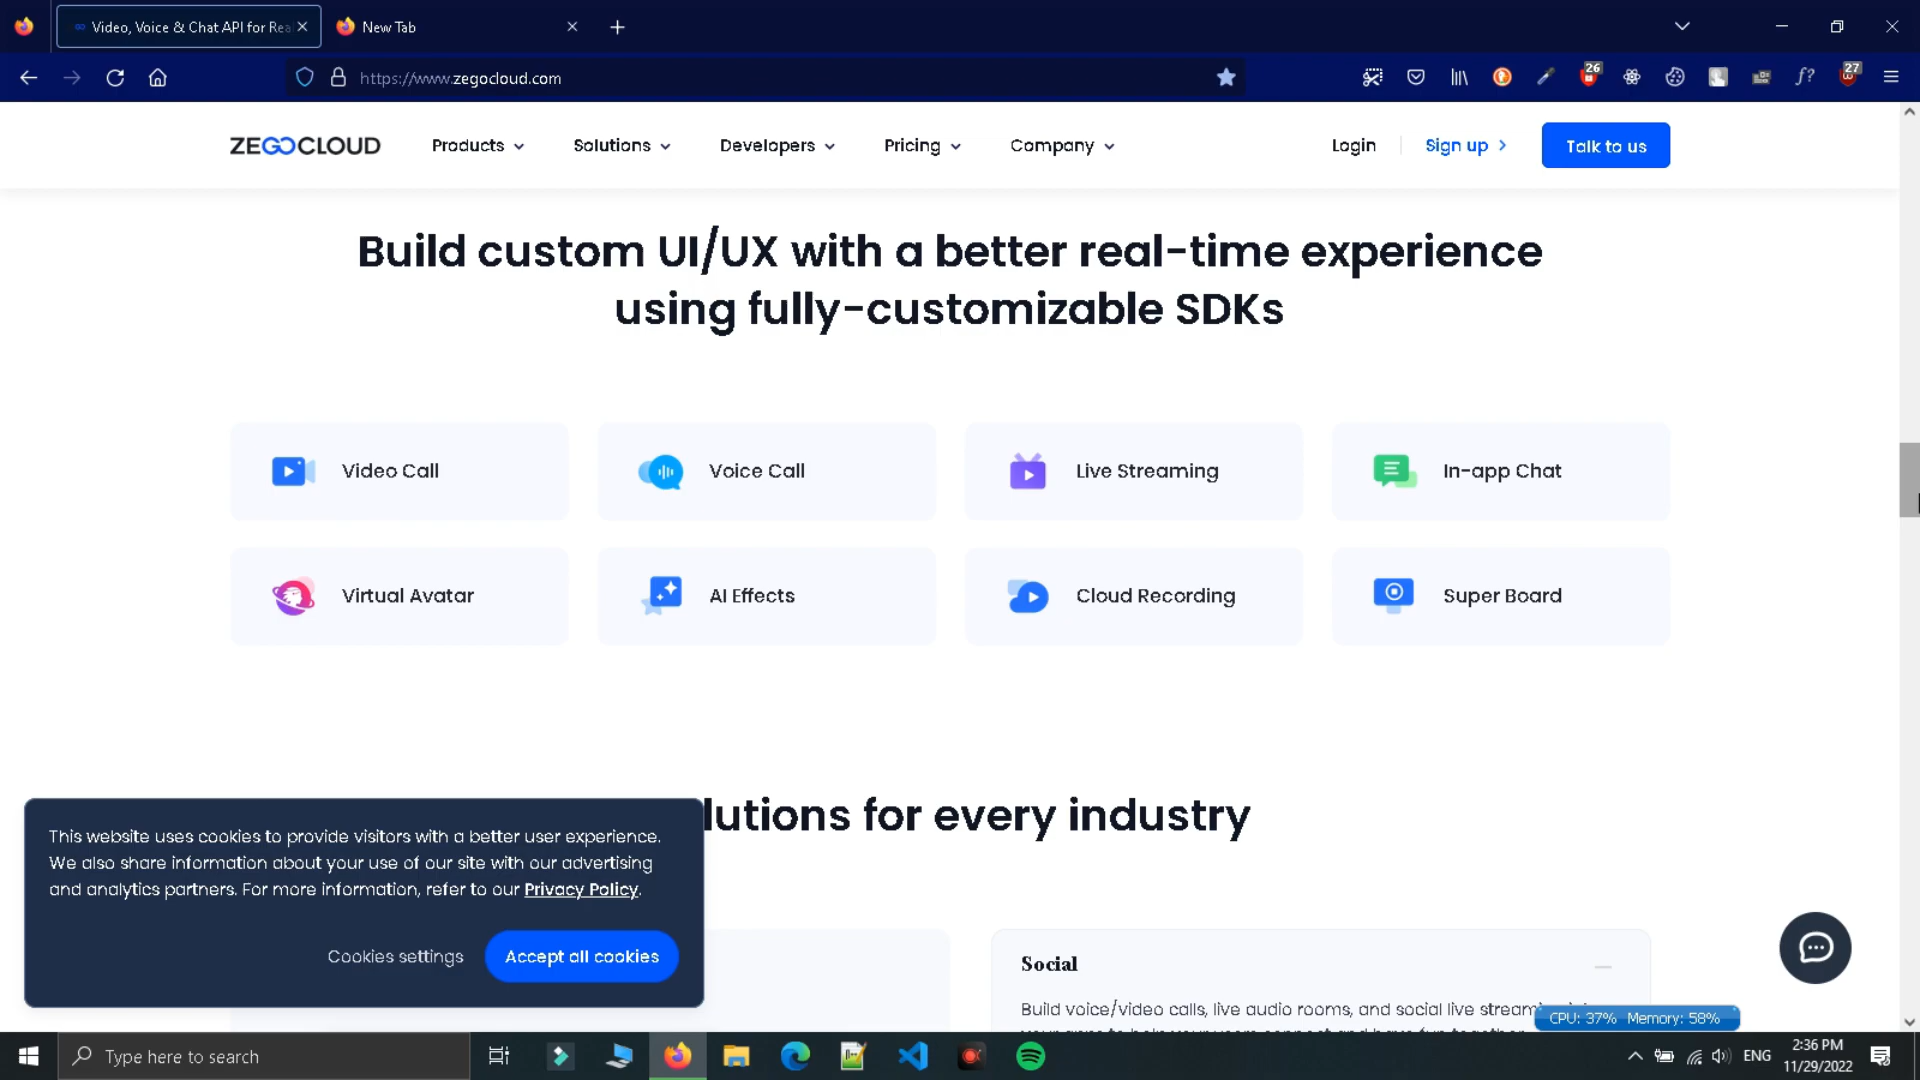 Video, Voice & Chat API for Rea
New Tab
https://www.zegocloud.com
26
f?
27
ZEGOCLOUD
Products
Solutions
Developers
Pricing
Company
Login
Sign up
Talk to us
Build custom UI/UX with a better real-time experience
using fully-customizable SDKs
Video Call
Voice Call
Live Streaming
In-app Chat
Virtual Avatar
AI Effects
Cloud Recording
Super Board
lutions for every industry
This website uses cookies to provide visitors with a better user experience.
We also share information about your use of our site with our advertising
and analytics partners. For more information, refer to our Privacy Policy.
Cookies settings
Accept all cookies
Social
Build voice/video calls, live audio rooms, and social live stream
CPU: 37% Memory: 58%
Type here to search
ENG
2:36 PM
11/29/2022